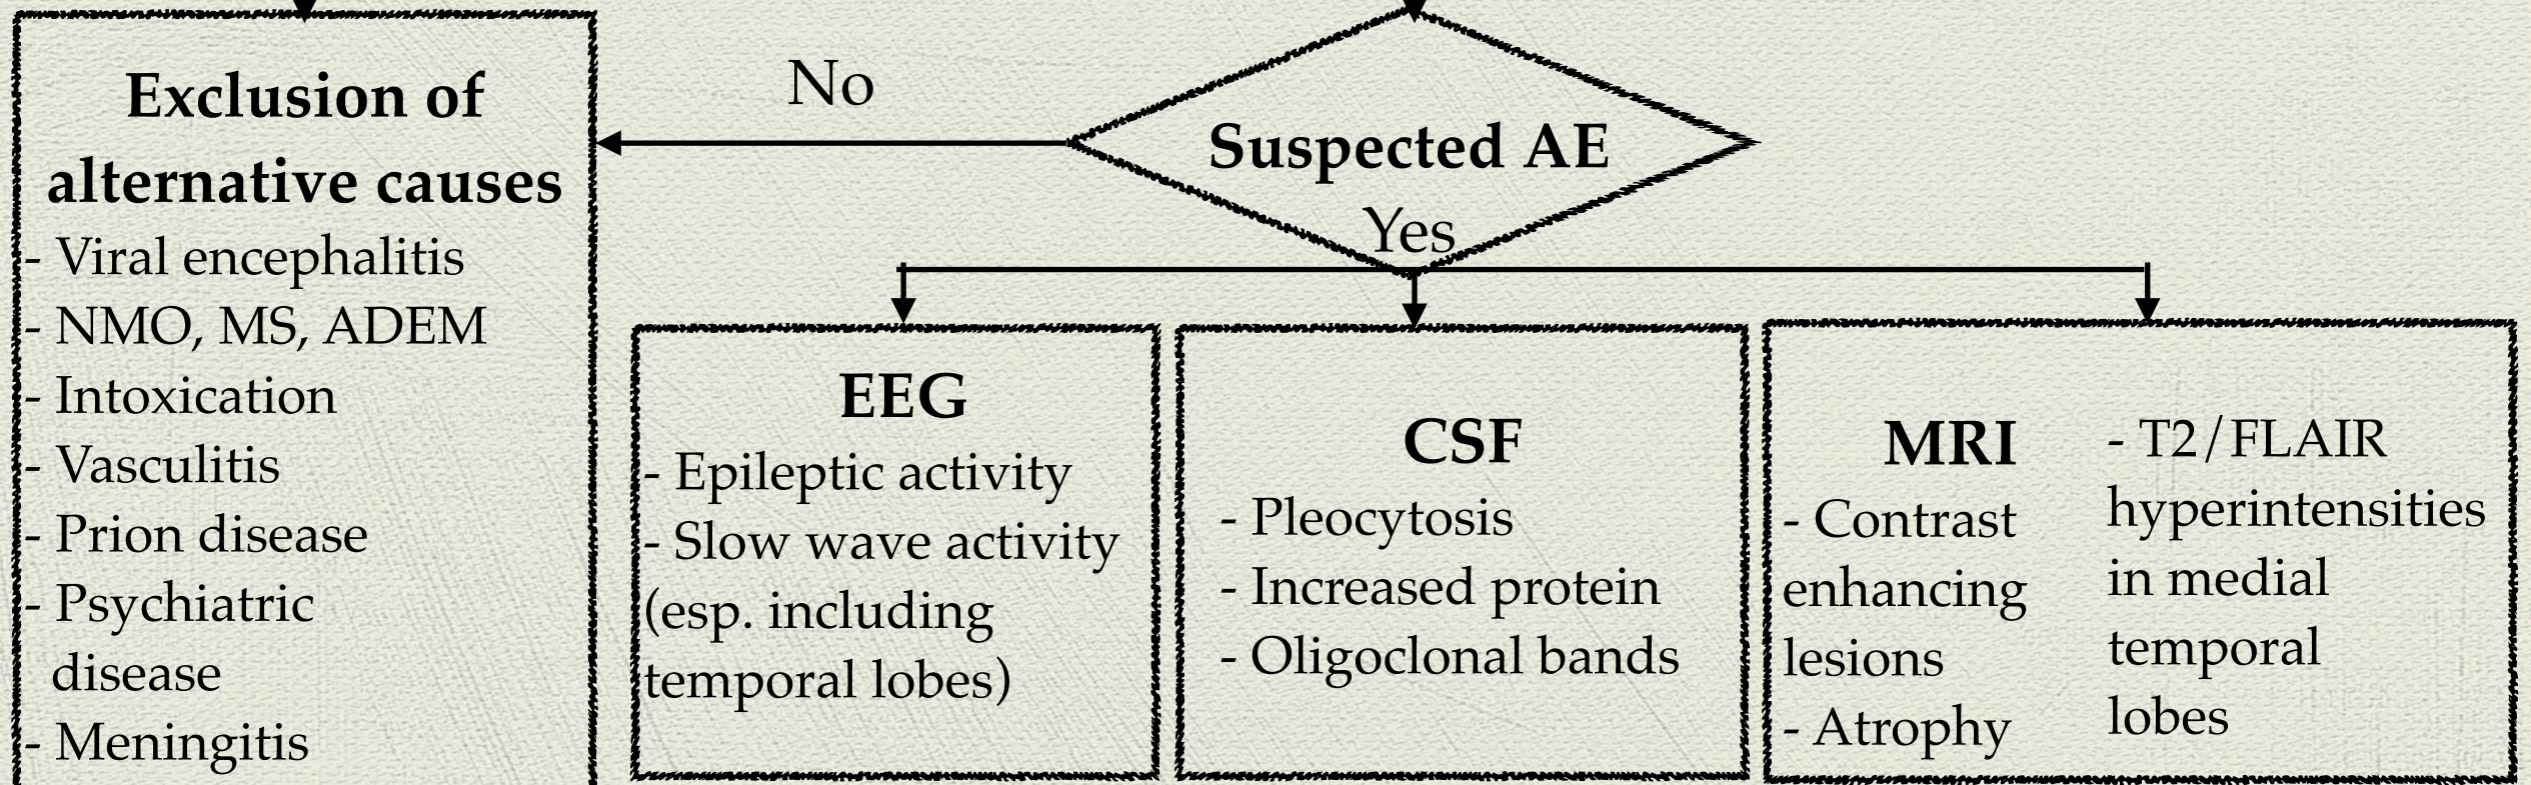 Exclusion of
alternative causes
- Viral encephalitis
- NMO, MS, ADEM
- Intoxication
- Vasculitis
- Prion disease
- Psychiatric
disease
- Meningitis
No
Suspected AE
Yes
EEG
- Epileptic activity
- Slow wave activity
(esp. including
temporal lobes)
CSF
- Pleocytosis
- Increased protein
- Oligoclonal bands
MRI
- Contrast
enhancing
lesions
- Atrophy
- T2/FLAIR
hyperintensities
in medial
temporal
lobes